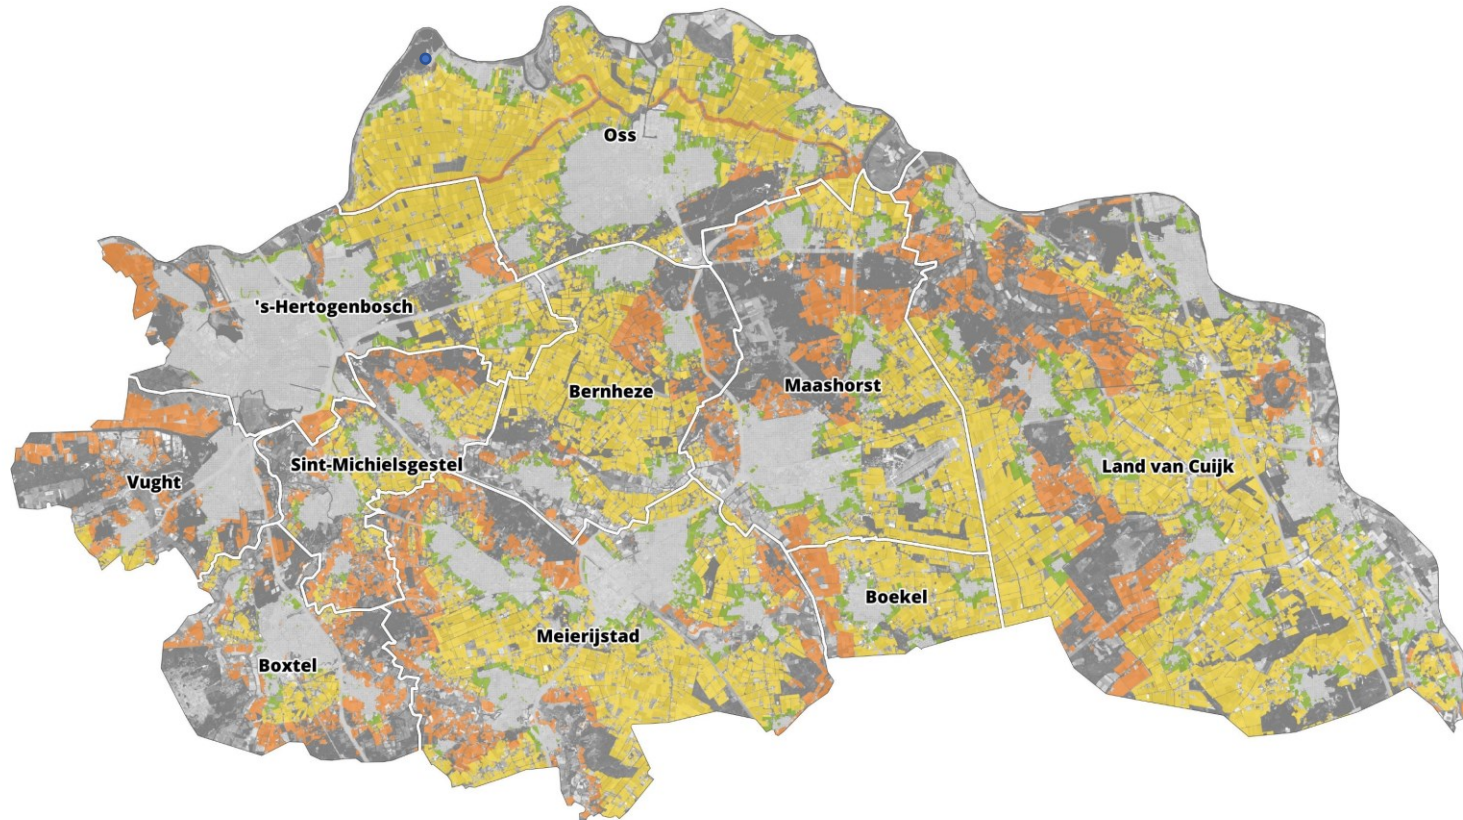 Oss
's-Hertogenbosch
Bernheze
Maashorst
Sint-Michielsgestel
Land van Cuijk
Vught
Boekel
Meierijstad
Boxtel